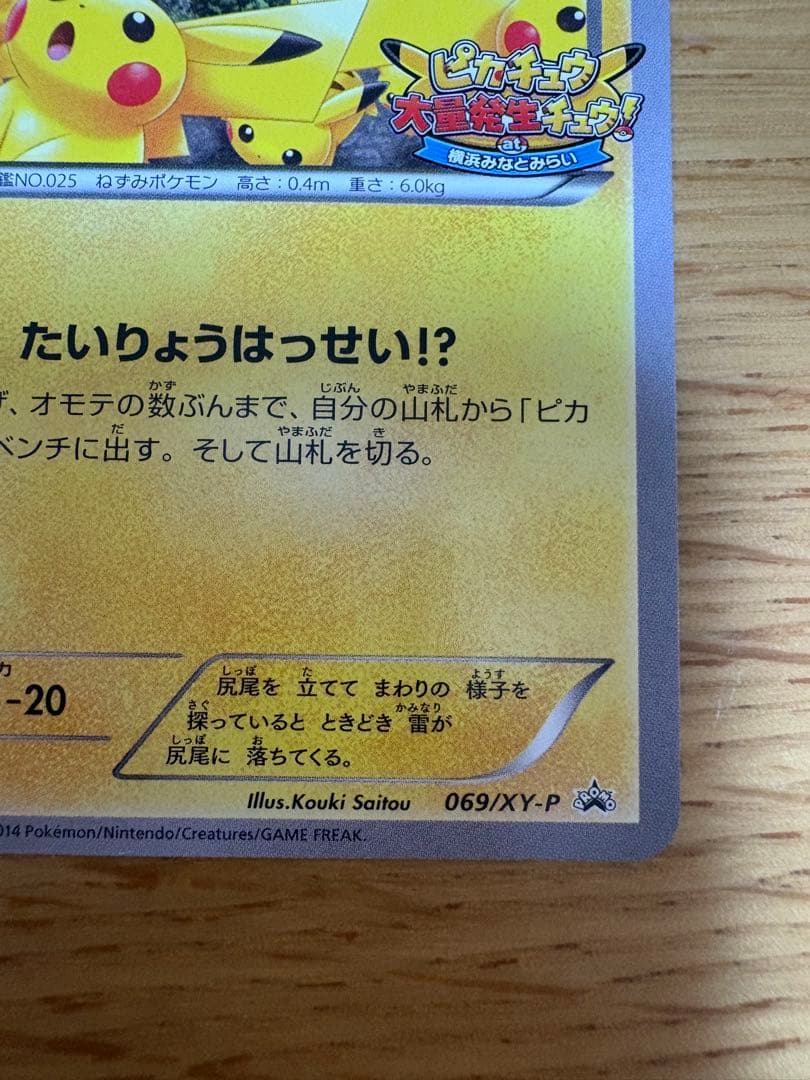 ピカチュウ
大量発生チュウ!
at
横浜みなとみらい
鑑NO.025 ねずみポケモン 高さ:0.4m 重さ:6.0kg
たいりょうはっせい!?
、オモテの数ぶんまで、自分の山札から「ピカ
ベンチに出す。そして山札を切る。
-20
尻尾を 立てて まわりの 様子を
探っていると ときどき 雷が
尻尾に 落ちてくる。
Illus.Kouki Saitou 069/XY-P PROMO
14 Pokémon/Nintendo/Creatures/GAME FREAK.